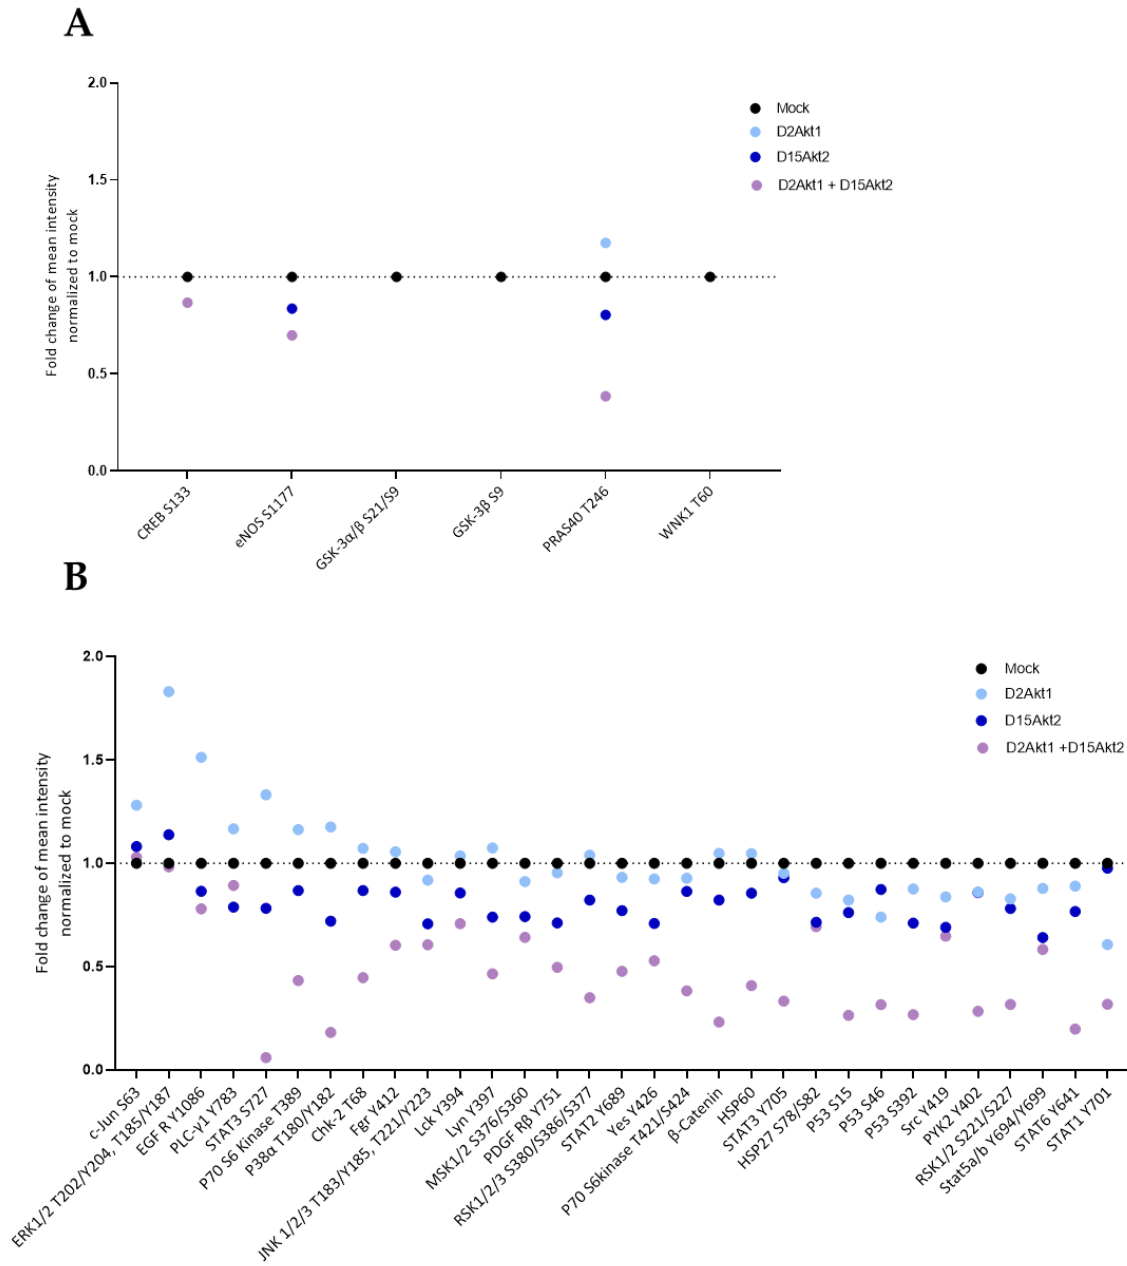 A
Fold change of mean intensity
normalized to mock
2.0
1.5
1.0
0.5
0.0
Mock
D2Akt1
D15Akt2
D2Akt1 + D15Akt2
CREB S133
eNOS S1177
GSK-3α/β S21/S9
GSK-3β S9
PRAS40 T246
WNK1 T60
B
Fold change of mean intensity
normalized to mock
2.0
1.5
1.0
0.5
0.0
Mock
D2Akt1
D15Akt2
D2Akt1 +D15Akt2
c-Jun S63
ERK1/2 T202/Y204, T185/Y187
EGF R Y1086
PLC-γ1 Y783
STAT3 S727
P70 S6 Kinase T389
P38α T180/Y182
Chk-2 T68
Fgr Y412
JNK 1/2/3 T183/Y185, T221/Y223
Lck Y394
Lyn Y397
MSK1/2 S376/S360
PDGF Rβ Y751
RSK1/2/3 S380/S386/S377
STAT2 Y689
Yes Y426
P70 S6kinase T421/S424
β-Catenin
HSP60
STAT3 Y705
HSP27 S78/S82
P53 S15
P53 S46
P53 S392
Src Y419
PYK2 Y402
RSK1/2 S221/S227
Stat5a/b Y694/Y699
STAT6 Y641
STAT1 Y701